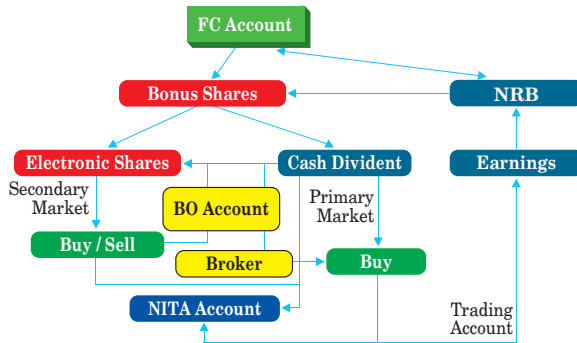 FC Account
Bonus Shares
NRB
Electronic Shares
Cash Divident
Earnings
Secondary
Market
Primary
Market
BO Account
Buy / Sell
Broker
Buy
NITA Account
Trading
Account